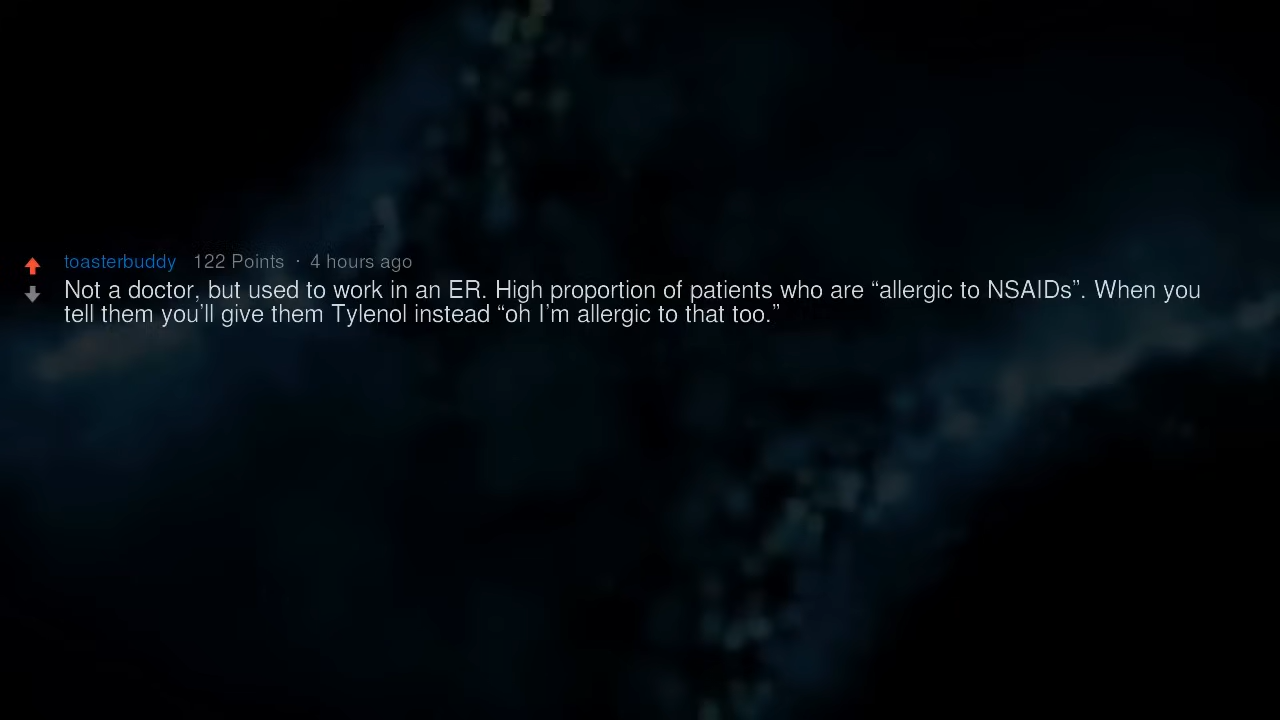 toasterbuddy 122 Points · 4 hours ago
Not a doctor, but used to work in an ER. High proportion of patients who are “allergic to NSAIDs”. When you
tell them you’ll give them Tylenol instead “oh I’m allergic to that too.”